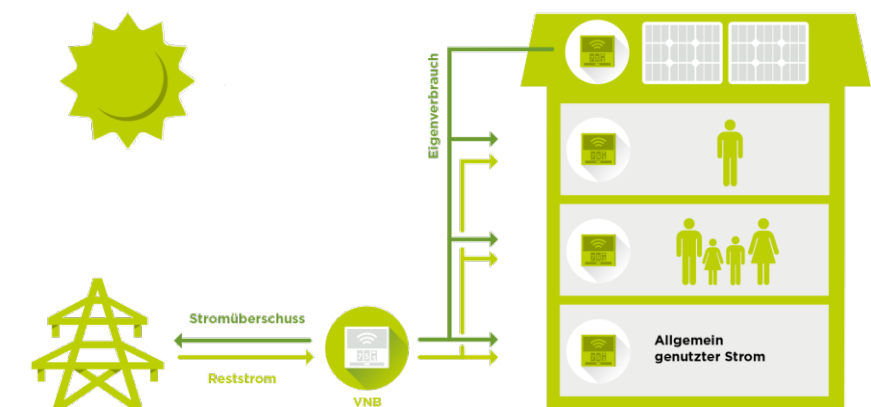 Eigenverbrauch
Stromüberschuss
Reststrom
VNB
Allgemein
genutzter Strom